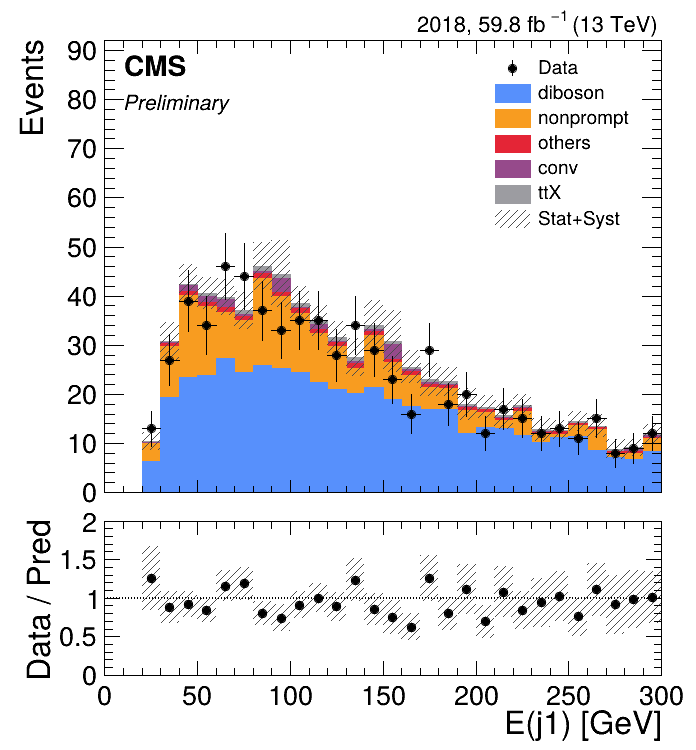 2018, 59.8 fb⁻¹ (13 TeV)
Events
90
80
70
60
50
40
30
20
10
0
CMS
Preliminary
Data
diboson
nonprompt
others
conv
ttX
Stat+Syst
Data / Pred
2
1.5
1
0.5
0
0 50 100 150 200 250 300
E(j1) [GeV]